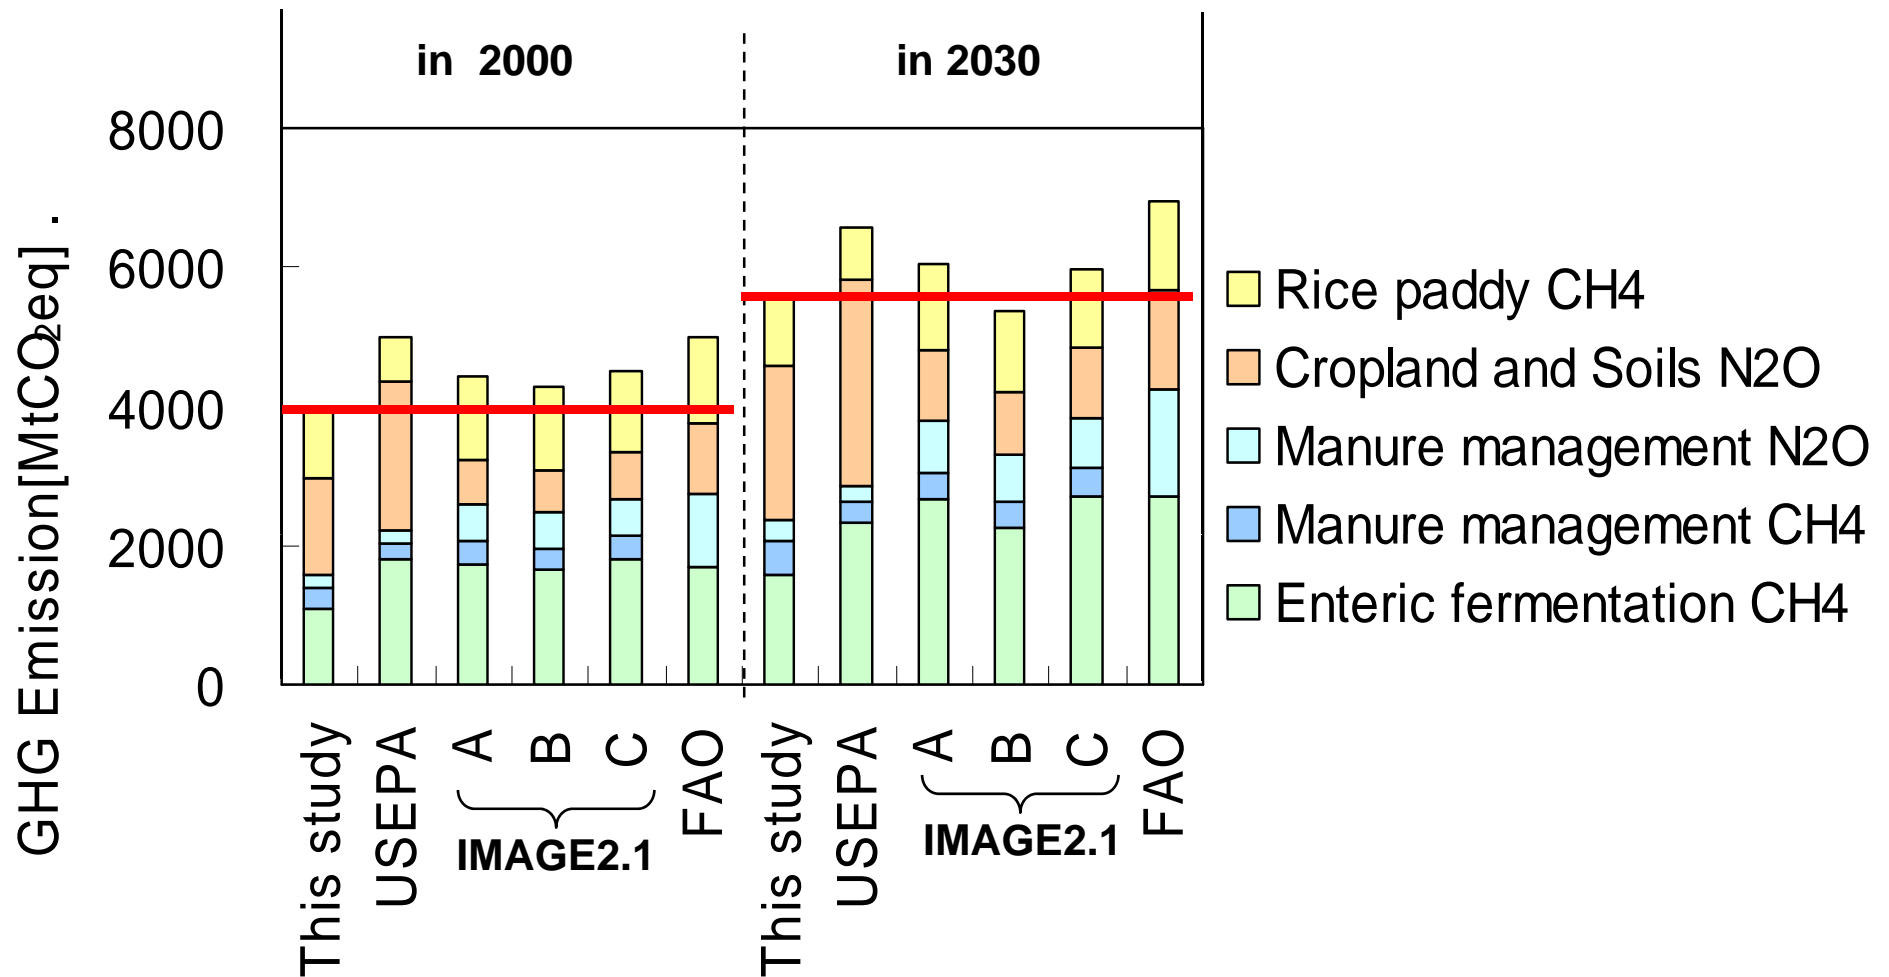 in 2000
in 2030
8000
6000
4000
2000
0
GHG Emission[MtCO2eq] .
Rice paddy CH4
Cropland and Soils N2O
Manure management N2O
Manure management CH4
Enteric fermentation CH4
This study
USEPA
A
B
C
FAO
This study
USEPA
A
B
C
FAO
IMAGE2.1
IMAGE2.1